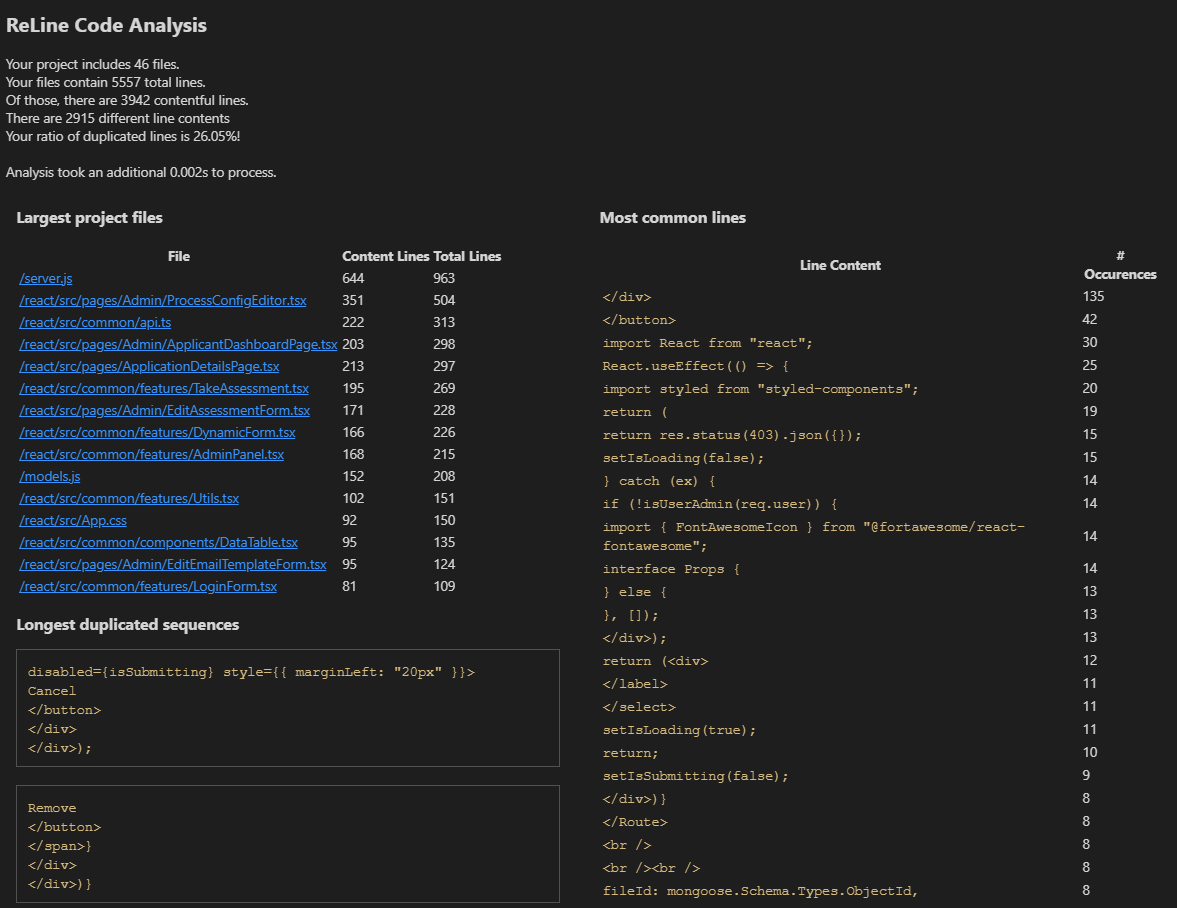 ReLine Code Analysis
Your project includes 46 files.
Your files contain 5557 total lines.
Of those, there are 3942 contentful lines.
There are 2915 different line contents
Your ratio of duplicated lines is 26.05%!
Analysis took an additional 0.002s to process.
Largest project files
File Content Lines Total Lines
/server.js 644 963
/react/src/pages/Admin/ProcessConfigEditor.tsx 351 504
/react/src/common/api.ts 222 313
/react/src/pages/Admin/ApplicantDashboardPage.tsx 203 298
/react/src/pages/ApplicationDetailsPage.tsx 213 297
/react/src/common/features/TakeAssessment.tsx 195 269
/react/src/pages/Admin/EditAssessmentForm.tsx 171 228
/react/src/common/features/DynamicForm.tsx 166 226
/react/src/common/features/AdminPanel.tsx 168 215
/models.js 152 208
/react/src/common/features/Utils.tsx 102 151
/react/src/App.css 92 150
/react/src/common/components/DataTable.tsx 95 135
/react/src/pages/Admin/EditEmailTemplateForm.tsx 95 124
/react/src/common/features/LoginForm.tsx 81 109
Longest duplicated sequences
disabled={isSubmitting} style={{ marginLeft: "20px" }}>
Cancel
</button>
</div>
</div>);
Remove
</button>
</span>}
</div>
</div>)}
Most common lines
Line Content #
Occurences
</div> 135
</button> 42
import React from "react"; 30
React.useEffect(() => { 25
import styled from "styled-components"; 20
return ( 19
return res.status(403).json({}); 15
setIsLoading(false); 15
} catch (ex) { 14
if (!isUserAdmin(req.user)) { 14
import { FontAwesomeIcon } from "@fortawesome/react-
fontawesome"; 14
interface Props { 14
} else { 13
}, []); 13
</div>); 13
return (<div> 12
</label> 11
</select> 11
setIsLoading(true); 11
return; 10
setIsSubmitting(false); 9
</div>)} 8
</Route> 8
<br /> 8
<br /><br /> 8
fileId: mongoose.Schema.Types.ObjectId, 8